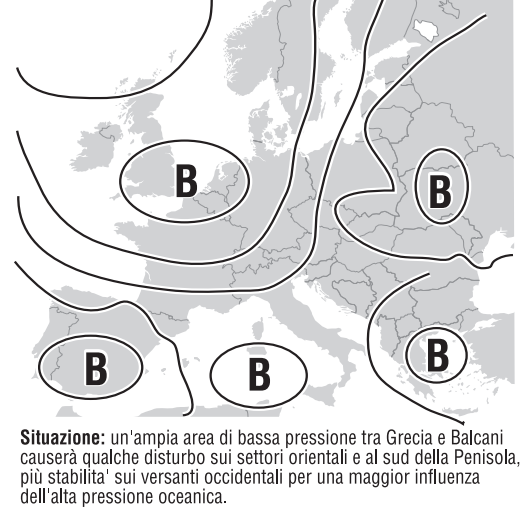 B
B
B
B
B
Situazione: un'ampia area di bassa pressione tra Grecia e Balcani
causerà qualche disturbo sui settori orientali e al sud della Penisola,
più stabilita' sui versanti occidentali per una maggior influenza
dell'alta pressione oceanica.